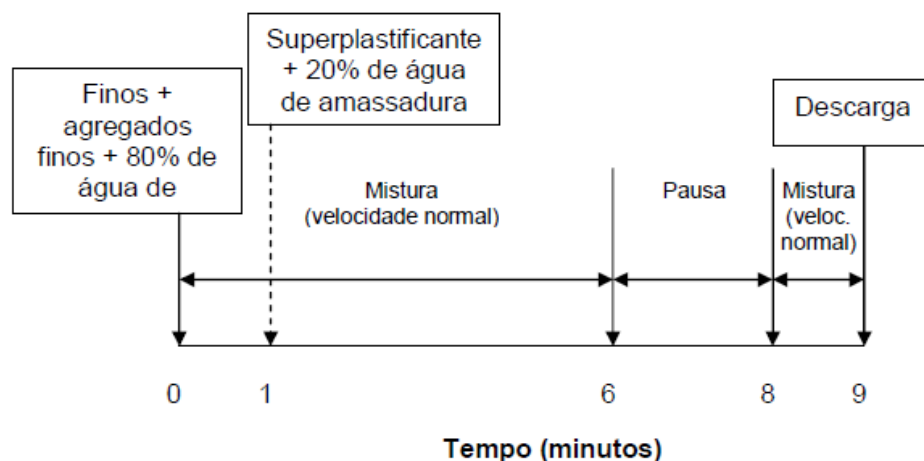 Finos +
agregados
finos + 80% de
água de
Superplastificante
+ 20% de água
de amassadura
Descarga
Mistura
(velocidade normal)
Pausa
Mistura
(veloc.
normal)
0 1 6 8 9
Tempo (minutos)